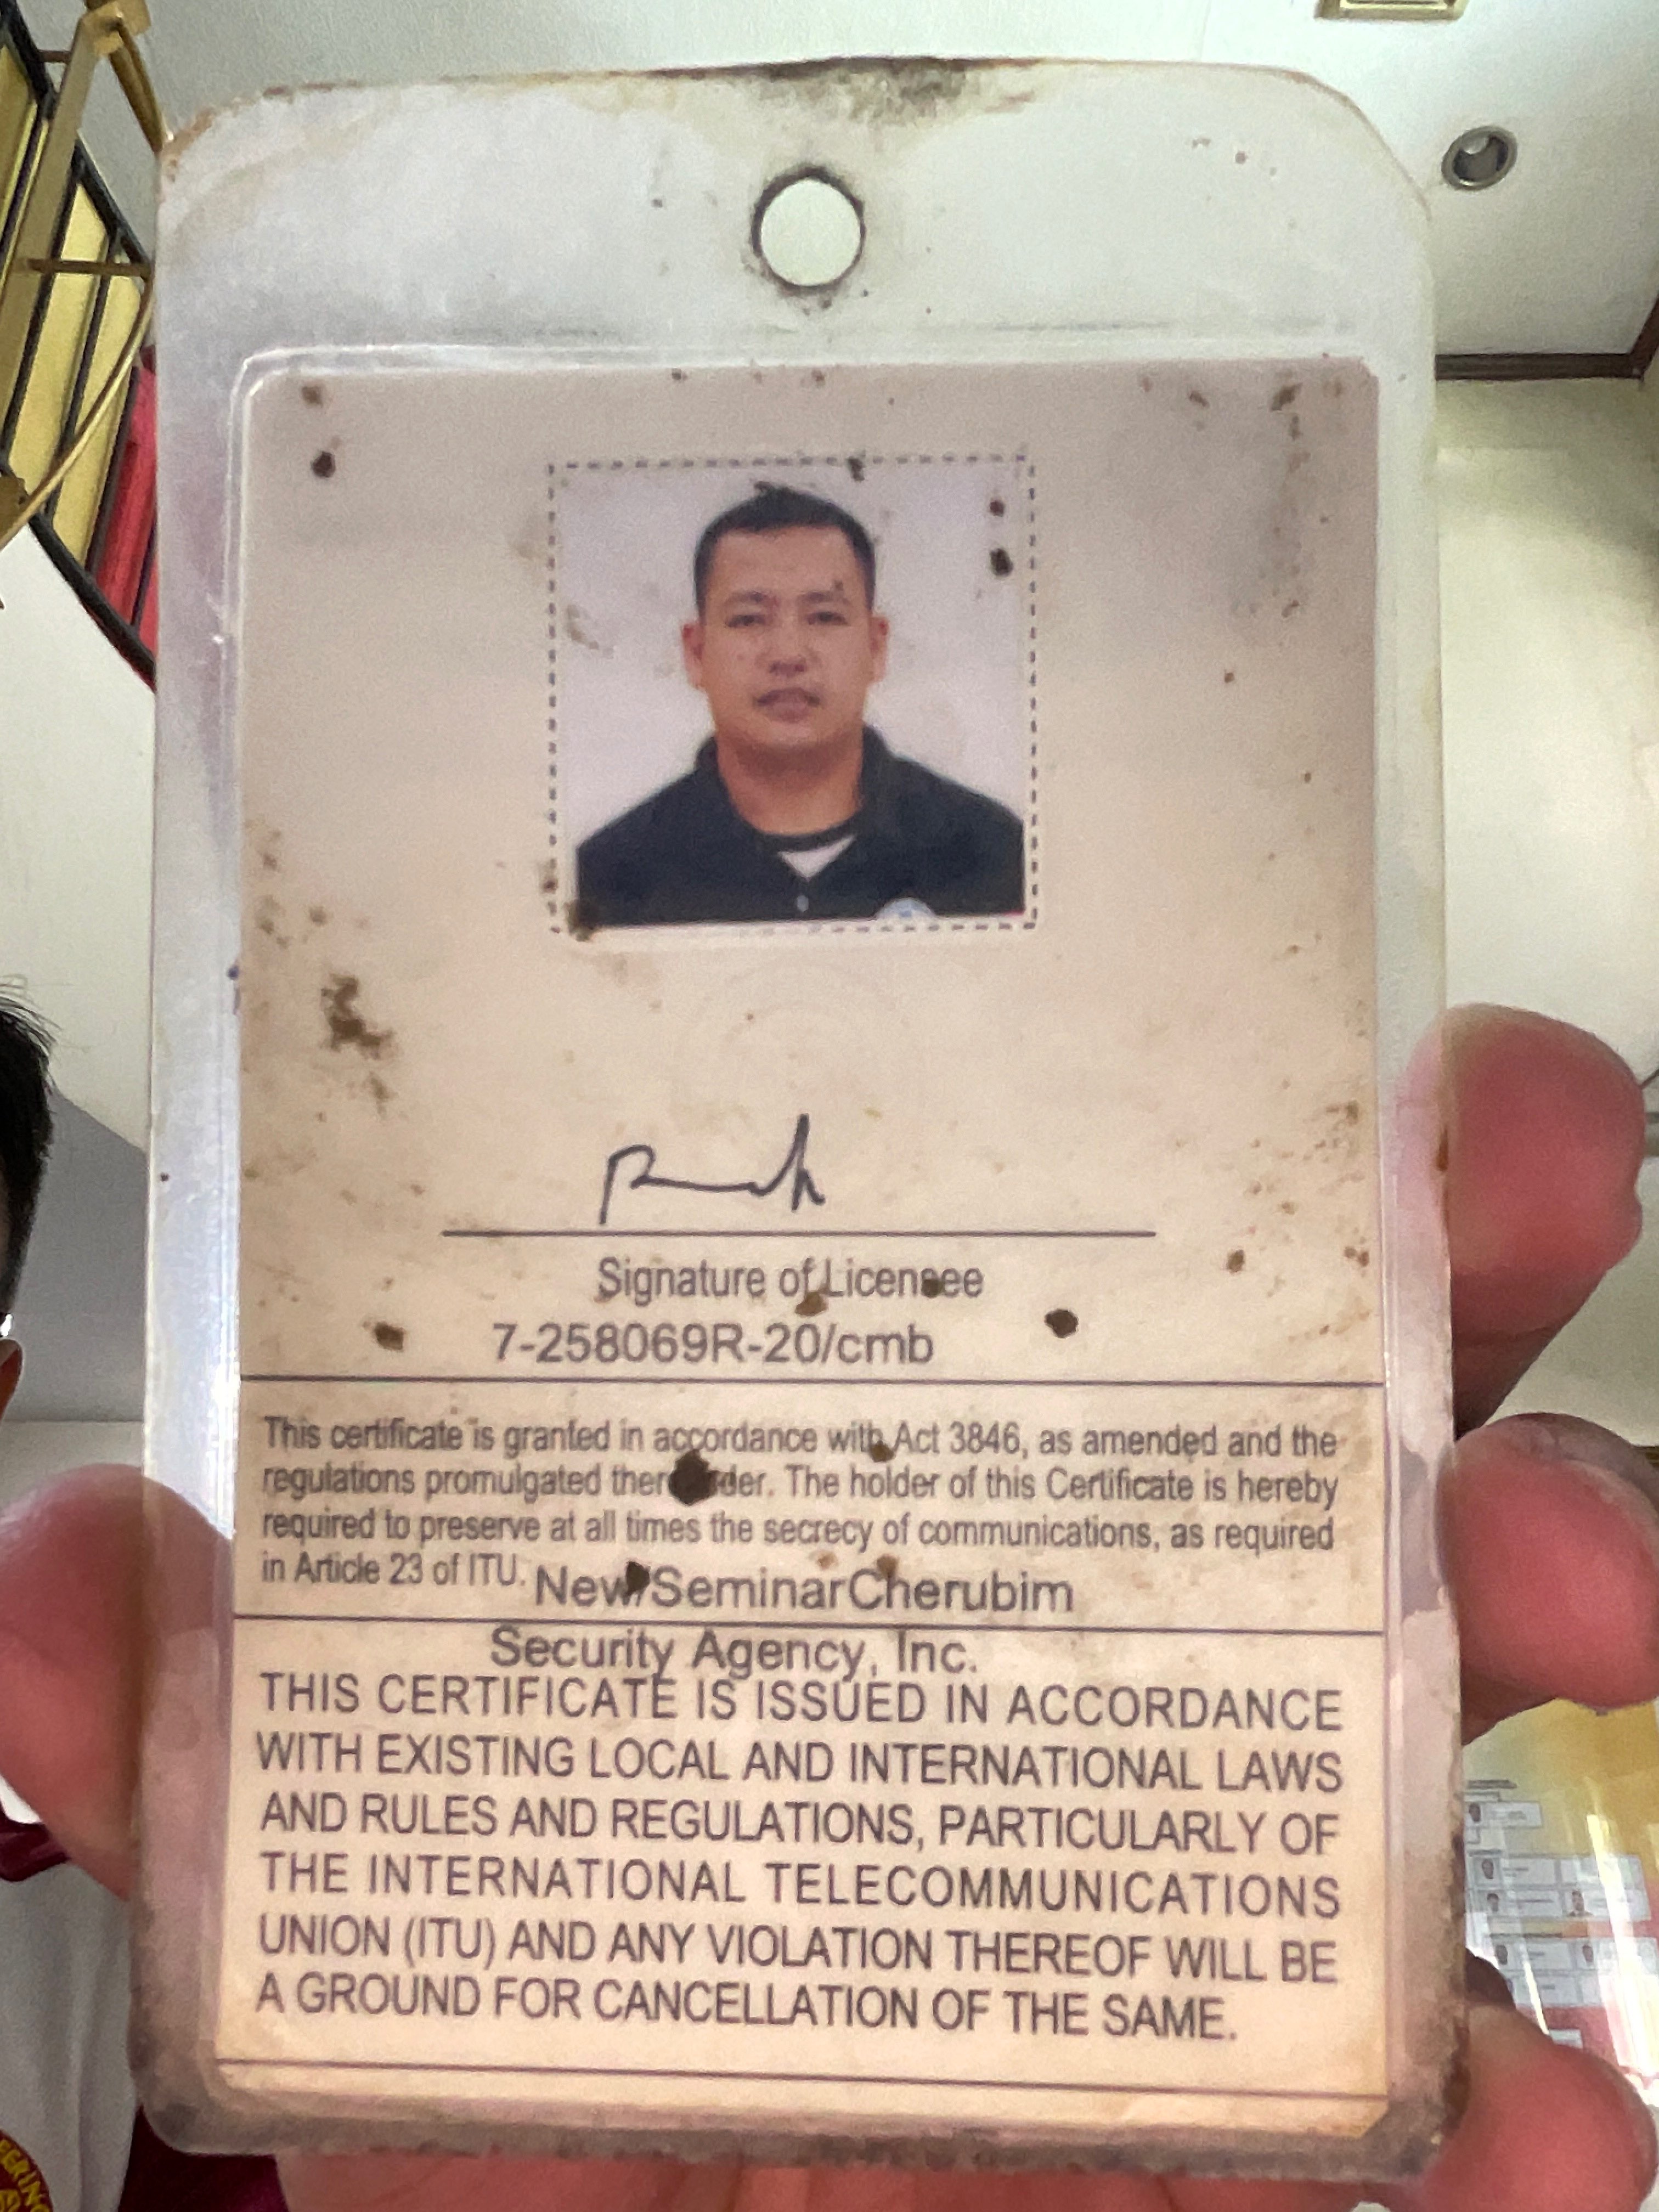 Signature of Licensee
7-258069R-20/cmb
This certificate is granted in accordance with Act 3846, as amended and the
regulations promulgated der. The holder of this Certificate is hereby
required to preserve at all times the secrecy of communications, as required
in Article 23 of ITU. New/SeminarCherubim
Security Agency, Inc.
THIS CERTIFICATE IS ISSUED IN ACCORDANCE
WITH EXISTING LOCAL AND INTERNATIONAL LAWS
AND RULES AND REGULATIONS, PARTICULARLY OF
THE INTERNATIONAL TELECOMMUNICATIONS
UNION (ITU) AND ANY VIOLATION THEREOF WILL BE
A GROUND FOR CANCELLATION OF THE SAME.